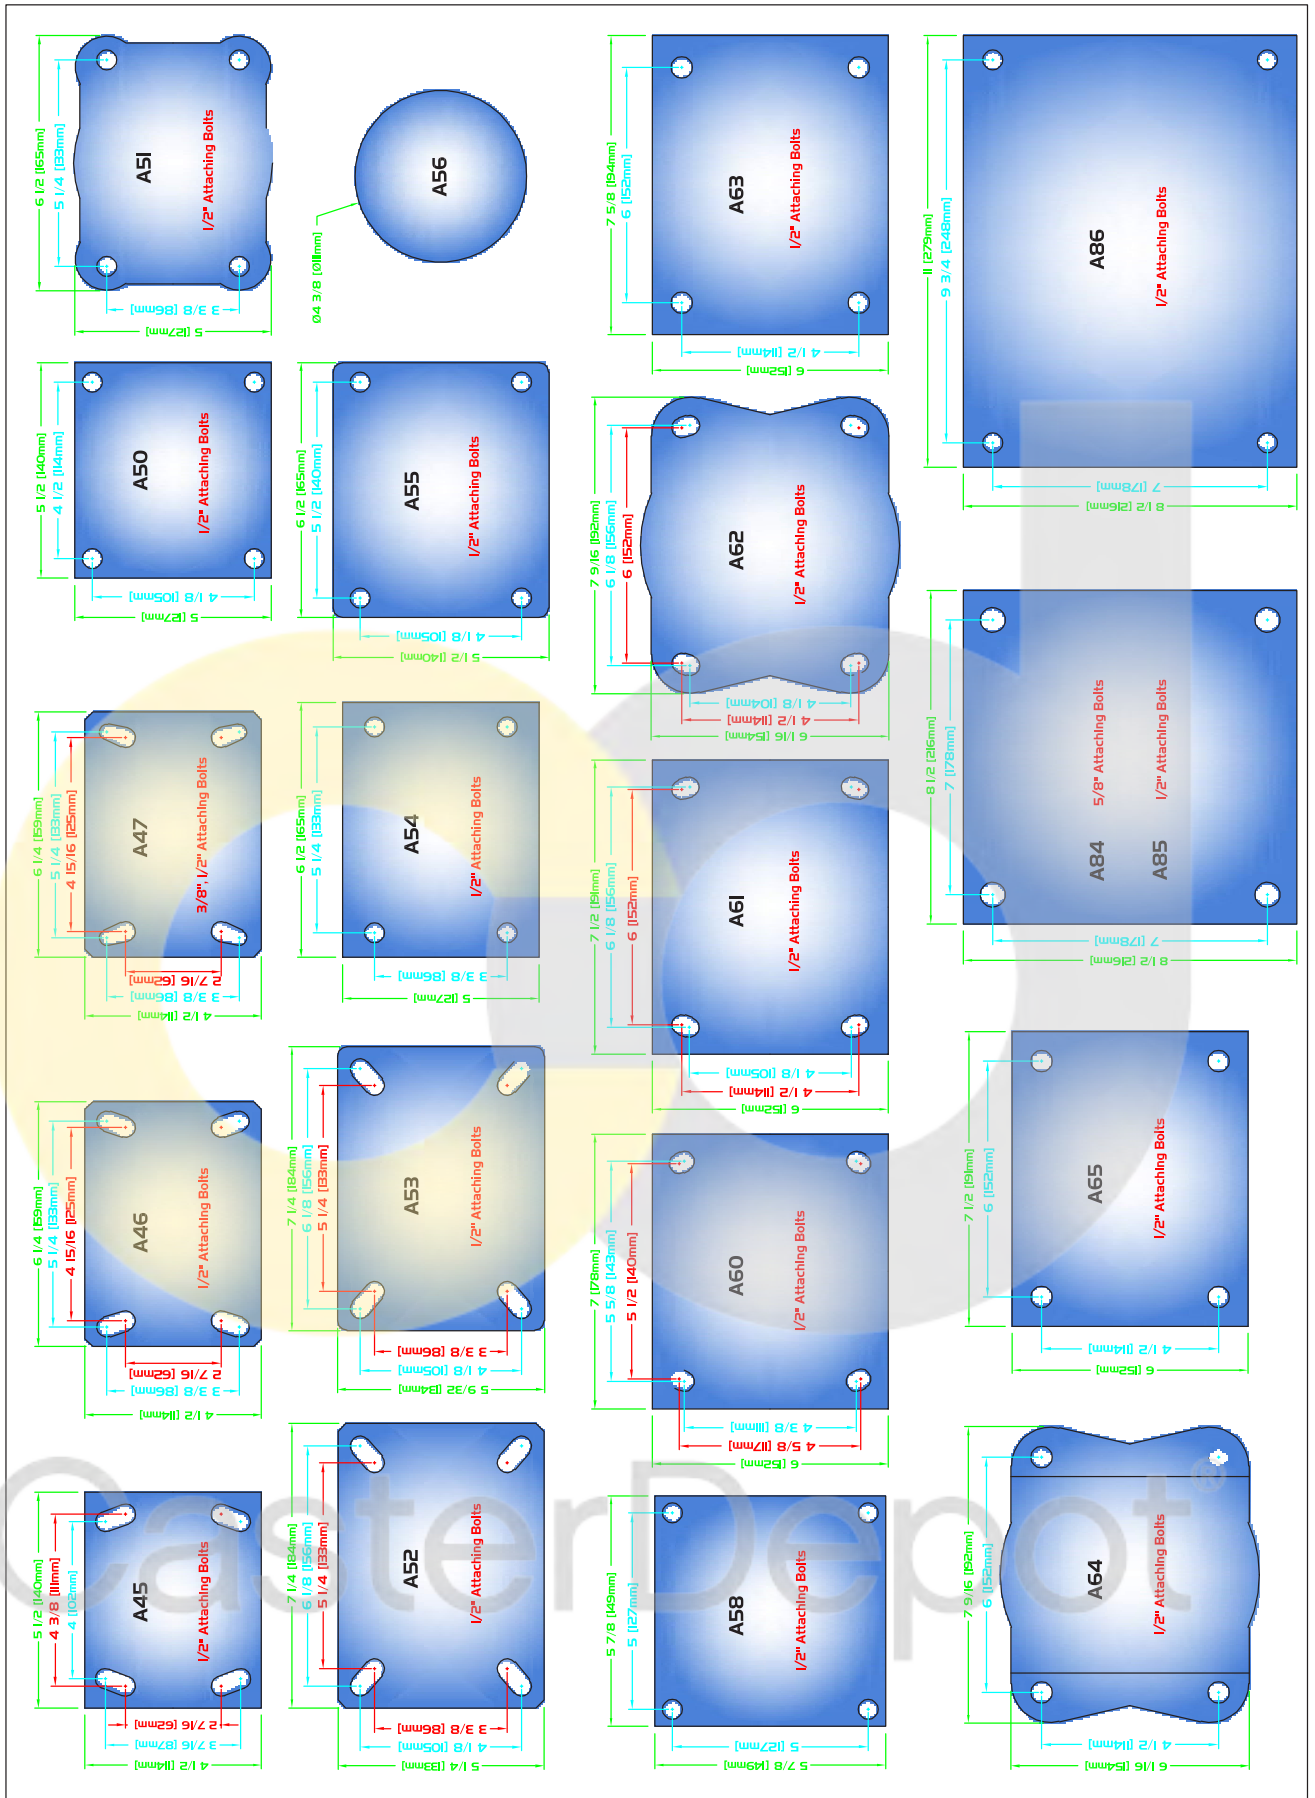 A45
1/2" Attaching Bolts
5 1/2 [140mm]
4 3/8 [111mm]
4 [102mm]
2 7/16 [62mm]
3 7/16 [87mm]
4 1/2 [114mm]
A46
1/2" Attaching Bolts
6 1/4 [159mm]
5 1/4 [133mm]
4 15/16 [125mm]
2 7/16 [62mm]
3 3/8 [86mm]
4 1/2 [114mm]
A47
3/8", 1/2" Attaching Bolts
6 1/4 [159mm]
5 1/4 [133mm]
4 15/16 [125mm]
2 7/16 [62mm]
3 3/8 [86mm]
4 1/2 [114mm]
A50
1/2" Attaching Bolts
5 1/2 [140mm]
4 1/2 [114mm]
4 1/8 [105mm]
5 [127mm]
A51
1/2" Attaching Bolts
6 1/2 [165mm]
5 1/4 [133mm]
3 3/8 [86mm]
5 [127mm]
A52
1/2" Attaching Bolts
7 1/4 [184mm]
6 1/8 [156mm]
5 1/4 [133mm]
3 3/8 [86mm]
4 1/8 [105mm]
5 1/4 [133mm]
A53
1/2" Attaching Bolts
7 1/4 [184mm]
6 1/8 [156mm]
5 1/4 [133mm]
3 3/8 [86mm]
4 1/8 [105mm]
5 9/32 [134mm]
A54
1/2" Attaching Bolts
6 1/2 [165mm]
5 1/4 [133mm]
3 3/8 [86mm]
5 [127mm]
A55
1/2" Attaching Bolts
6 1/2 [165mm]
5 1/2 [140mm]
4 1/8 [105mm]
5 1/2 [140mm]
A56
Ø4 3/8 [Ø111mm]
A58
1/2" Attaching Bolts
5 7/8 [149mm]
5 [127mm]
5 [127mm]
5 7/8 [149mm]
A60
1/2" Attaching Bolts
7 [178mm]
5 5/8 [143mm]
5 1/2 [140mm]
4 3/8 [111mm]
4 5/8 [117mm]
6 [152mm]
A61
1/2" Attaching Bolts
7 1/2 [191mm]
6 1/8 [156mm]
6 [152mm]
4 1/8 [105mm]
4 1/2 [114mm]
6 [152mm]
A62
1/2" Attaching Bolts
7 9/16 [192mm]
6 1/8 [156mm]
6 [152mm]
4 1/8 [104mm]
4 1/2 [114mm]
6 1/16 [154mm]
A63
1/2" Attaching Bolts
7 5/8 [194mm]
6 [152mm]
4 1/2 [114mm]
6 [152mm]
A64
1/2" Attaching Bolts
7 9/16 [192mm]
6 [152mm]
4 1/2 [114mm]
6 1/16 [154mm]
A65
1/2" Attaching Bolts
7 1/2 [191mm]
6 [152mm]
4 1/2 [114mm]
6 [152mm]
A84 5/8" Attaching Bolts
A85 1/2" Attaching Bolts
8 1/2 [216mm]
7 [178mm]
7 [178mm]
8 1/2 [216mm]
A86
1/2" Attaching Bolts
11 [279mm]
9 3/4 [248mm]
7 [178mm]
8 1/2 [216mm]
CasterDepot®